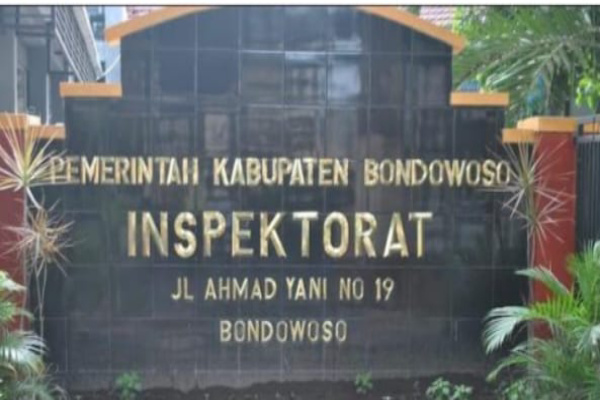 PEMERINTAH KABUPATEN BONDOWOSO
INSPEKTORAT
JL AHMAD YANI NO 19
BONDOWOSO